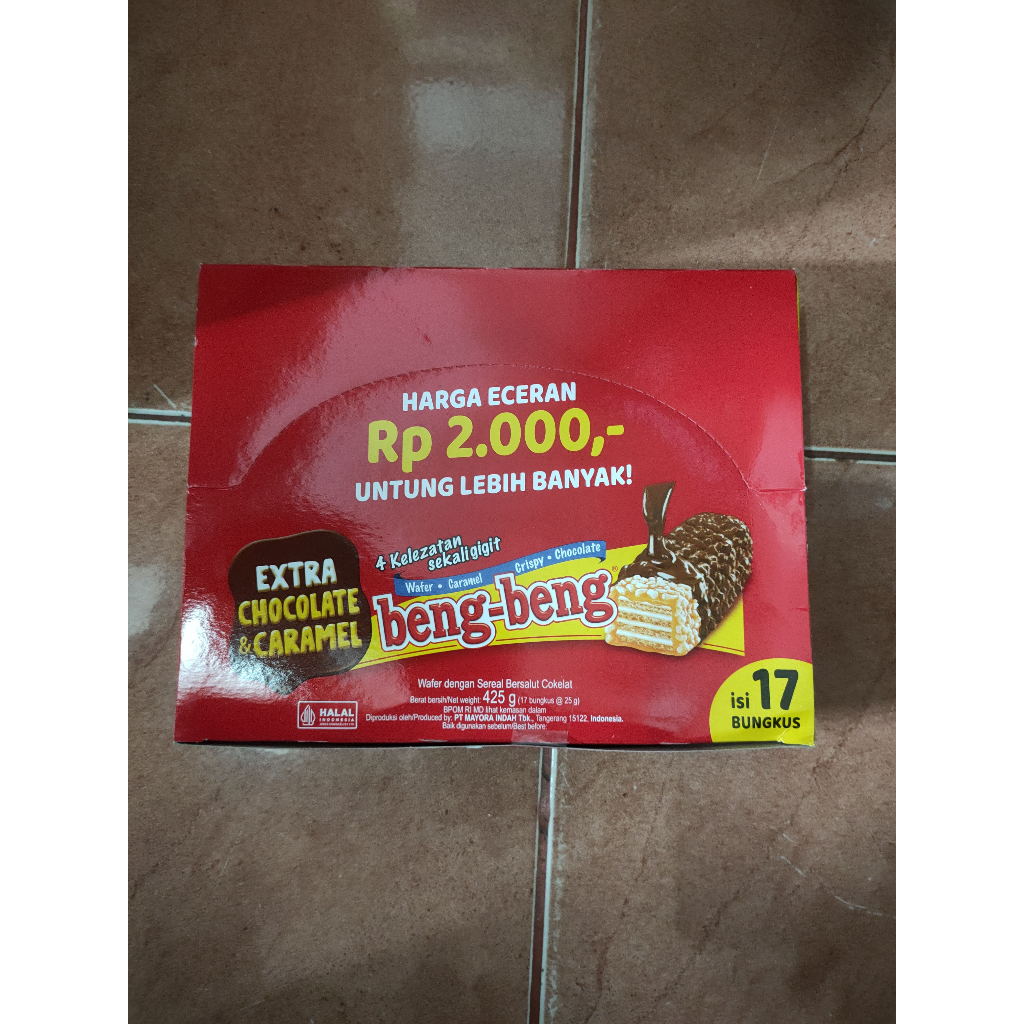 HARGA ECERAN
Rp 2.000,-
UNTUNG LEBIH BANYAK!
4 Kelezatan
sekali gigit
Wafer • Caramel Crispy • Chocolate
beng-beng
EXTRA
CHOCOLATE
& CARAMEL
Wafer dengan Sereal Bersalut Cokelat
Berat bersih/Net weight: 425 g (17 bungkus @ 25 g)
BPOM RI MD lihat kemasan dalam
Diproduksi oleh/Produced by: PT MAYORA INDAH Tbk., Tangerang 15122, Indonesia.
Baik digunakan sebelum/Best before:
HALAL
INDONESIA
isi 17
BUNGKUS